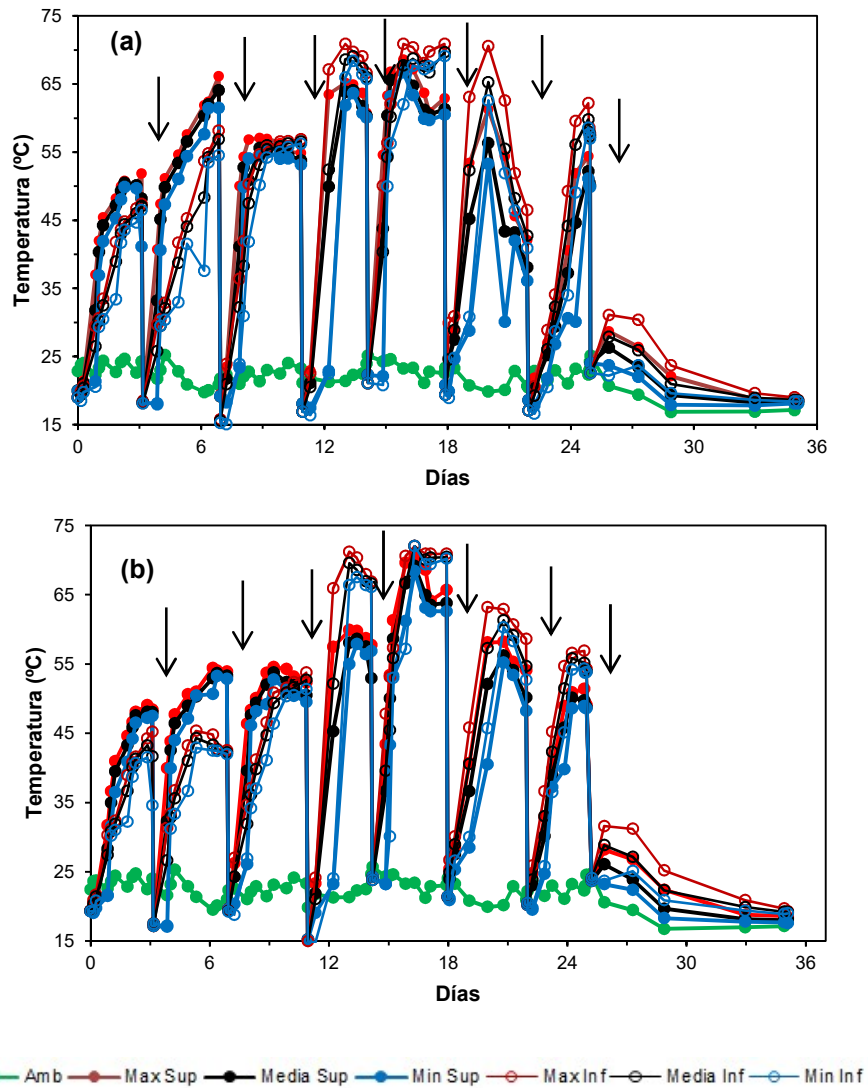 (a)
Temperatura (ºC)
75
65
55
45
35
25
15
0 6 12 18 24 30 36
Días
(b)
Temperatura (ºC)
75
65
55
45
35
25
15
0 6 12 18 24 30 36
Días
Amb Max Sup Media Sup Min Sup Max Inf Media Inf Min Inf